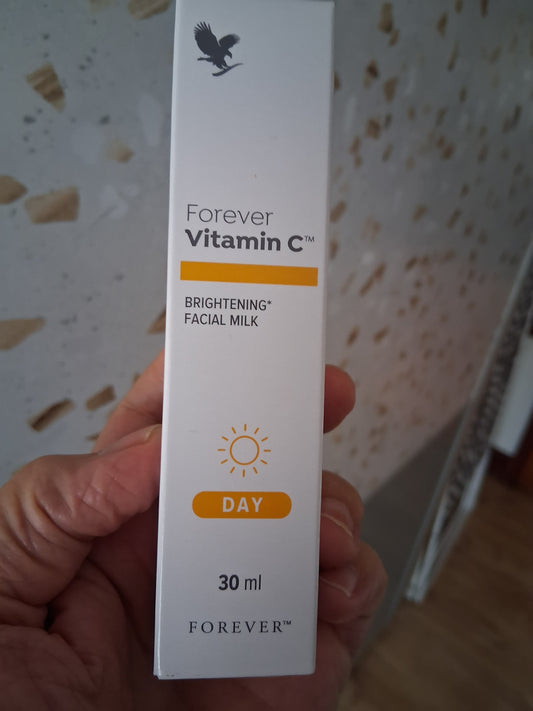 Forever
Vitamin C™
BRIGHTENING*
FACIAL MILK
DAY
30 ml
FOREVER™